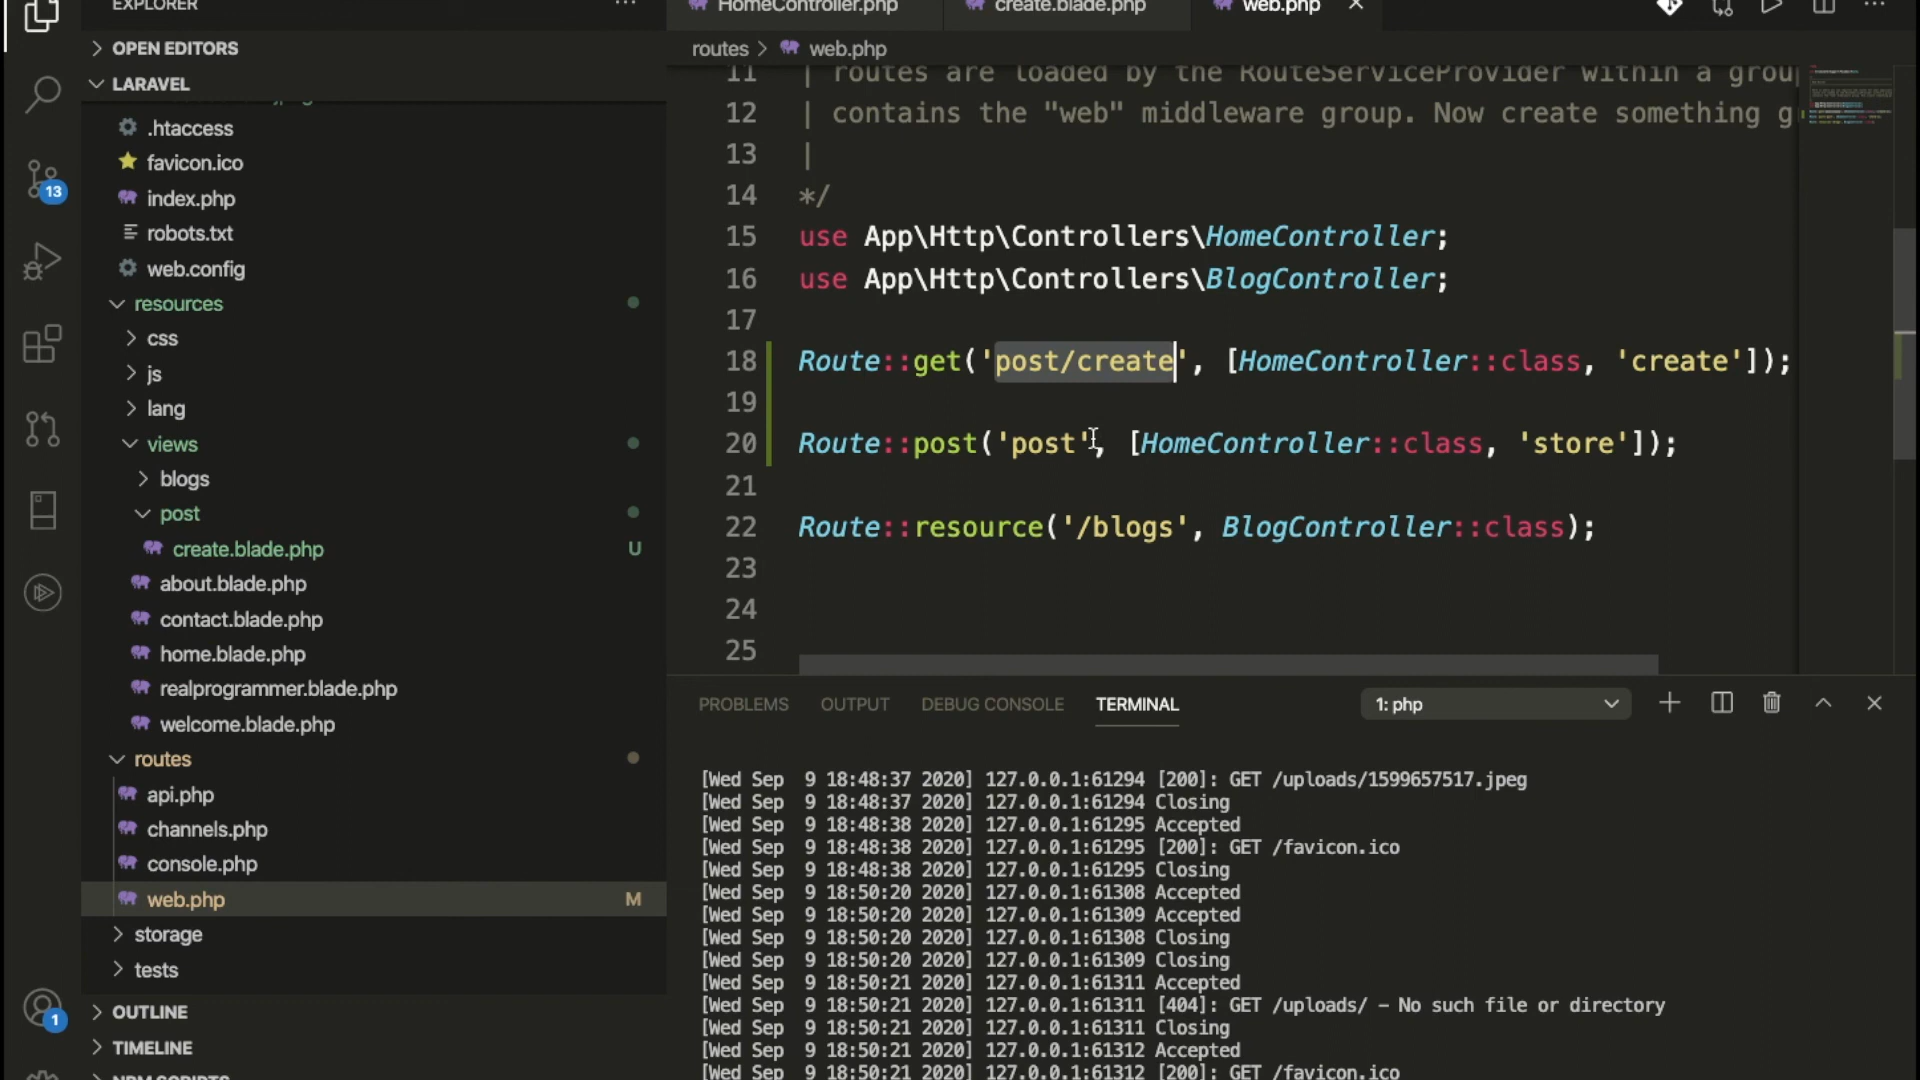 EXPLORER
OPEN EDITORS
LARAVEL
.htaccess
favicon.ico
index.php
robots.txt
web.config
resources
css
js
lang
views
blogs
post
create.blade.php U
about.blade.php
contact.blade.php
home.blade.php
realprogrammer.blade.php
welcome.blade.php
routes
api.php
channels.php
console.php
web.php M
storage
tests
OUTLINE
TIMELINE
NPM SCRIPTS
13
1
HomeController.php create.blade.php web.php
routes > web.php
11 | routes are loaded by the RouteServiceProvider within a grou
12 | contains the "web" middleware group. Now create something g
13 |
14 */
15 use App\Http\Controllers\HomeController;
16 use App\Http\Controllers\BlogController;
17
18 Route::get('post/create', [HomeController::class, 'create']);
19
20 Route::post('post', [HomeController::class, 'store']);
21
22 Route::resource('/blogs', BlogController::class);
23
24
25
PROBLEMS OUTPUT DEBUG CONSOLE TERMINAL 1: php
[Wed Sep  9 18:48:37 2020] 127.0.0.1:61294 [200]: GET /uploads/1599657517.jpeg
[Wed Sep  9 18:48:37 2020] 127.0.0.1:61294 Closing
[Wed Sep  9 18:48:38 2020] 127.0.0.1:61295 Accepted
[Wed Sep  9 18:48:38 2020] 127.0.0.1:61295 [200]: GET /favicon.ico
[Wed Sep  9 18:48:38 2020] 127.0.0.1:61295 Closing
[Wed Sep  9 18:50:20 2020] 127.0.0.1:61308 Accepted
[Wed Sep  9 18:50:20 2020] 127.0.0.1:61309 Accepted
[Wed Sep  9 18:50:20 2020] 127.0.0.1:61308 Closing
[Wed Sep  9 18:50:20 2020] 127.0.0.1:61309 Closing
[Wed Sep  9 18:50:21 2020] 127.0.0.1:61311 Accepted
[Wed Sep  9 18:50:21 2020] 127.0.0.1:61311 [404]: GET /uploads/ – No such file or directory
[Wed Sep  9 18:50:21 2020] 127.0.0.1:61311 Closing
[Wed Sep  9 18:50:21 2020] 127.0.0.1:61312 Accepted
[Wed Sep  9 18:50:21 2020] 127.0.0.1:61312 [200]: GET /favicon.ico